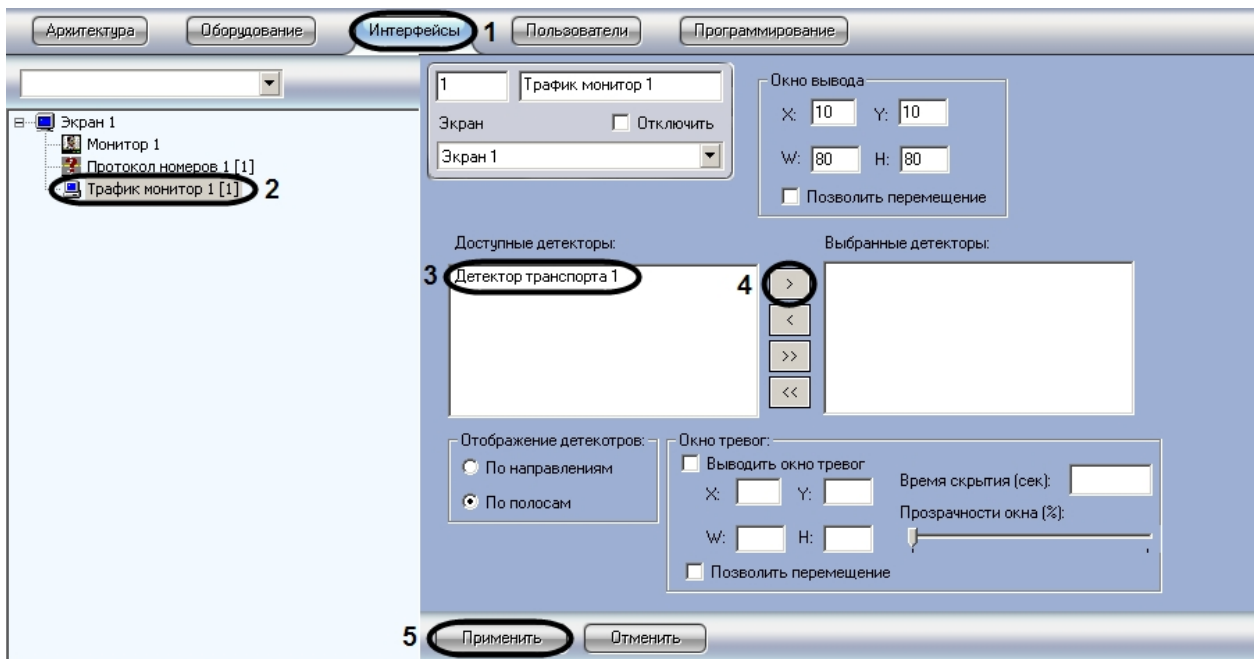 Архитектура Оборудование Интерфейсы 1 Пользователи Программирование
Экран 1
Монитор 1
Протокол номеров 1 [1]
Трафик монитор 1 [1] 2
1 Трафик монитор 1
Экран Отключить
Экран 1
Окно вывода
X: 10 Y: 10
W: 80 H: 80
Позволить перемещение
Доступные детекторы: Выбранные детекторы:
3 Детектор транспорта 1 4 >
<
>>
<<
Отображение детекотров:
По направлениям
По полосам
Окно тревог:
Выводить окно тревог
X: Y:
W: H:
Позволить перемещение
Время скрытия (сек):
Прозрачности окна (%):
5 Применить Отменить